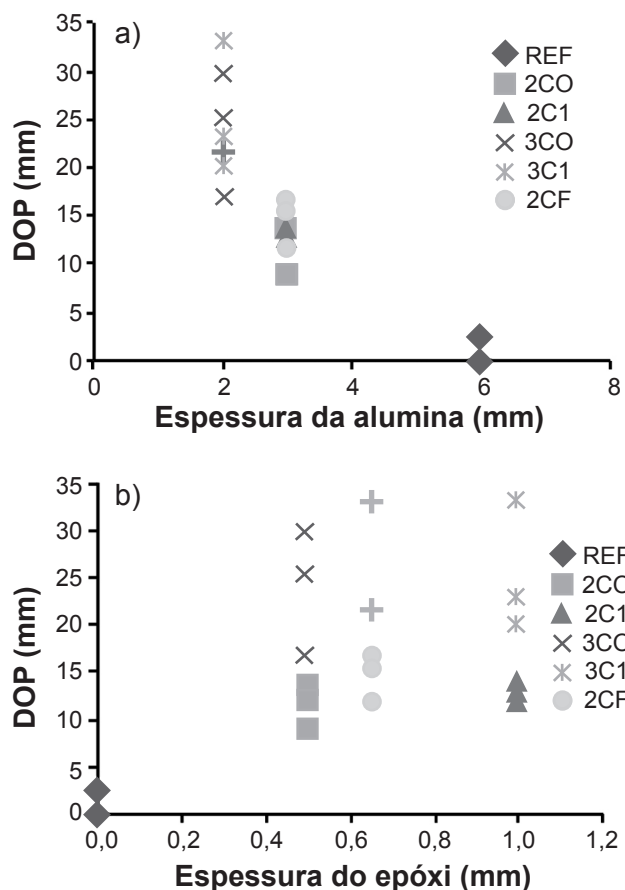 a)
35
30
25
20
15
10
5
0
DOP (mm)
0 2 4 6 8
Espessura da alumina (mm)
REF
2CO
2C1
3CO
3C1
2CF
b)
35
30
25
20
15
10
5
0
DOP (mm)
0,0 0,2 0,4 0,6 0,8 1,0 1,2
Espessura do epóxi (mm)
REF
2CO
2C1
3CO
3C1
2CF